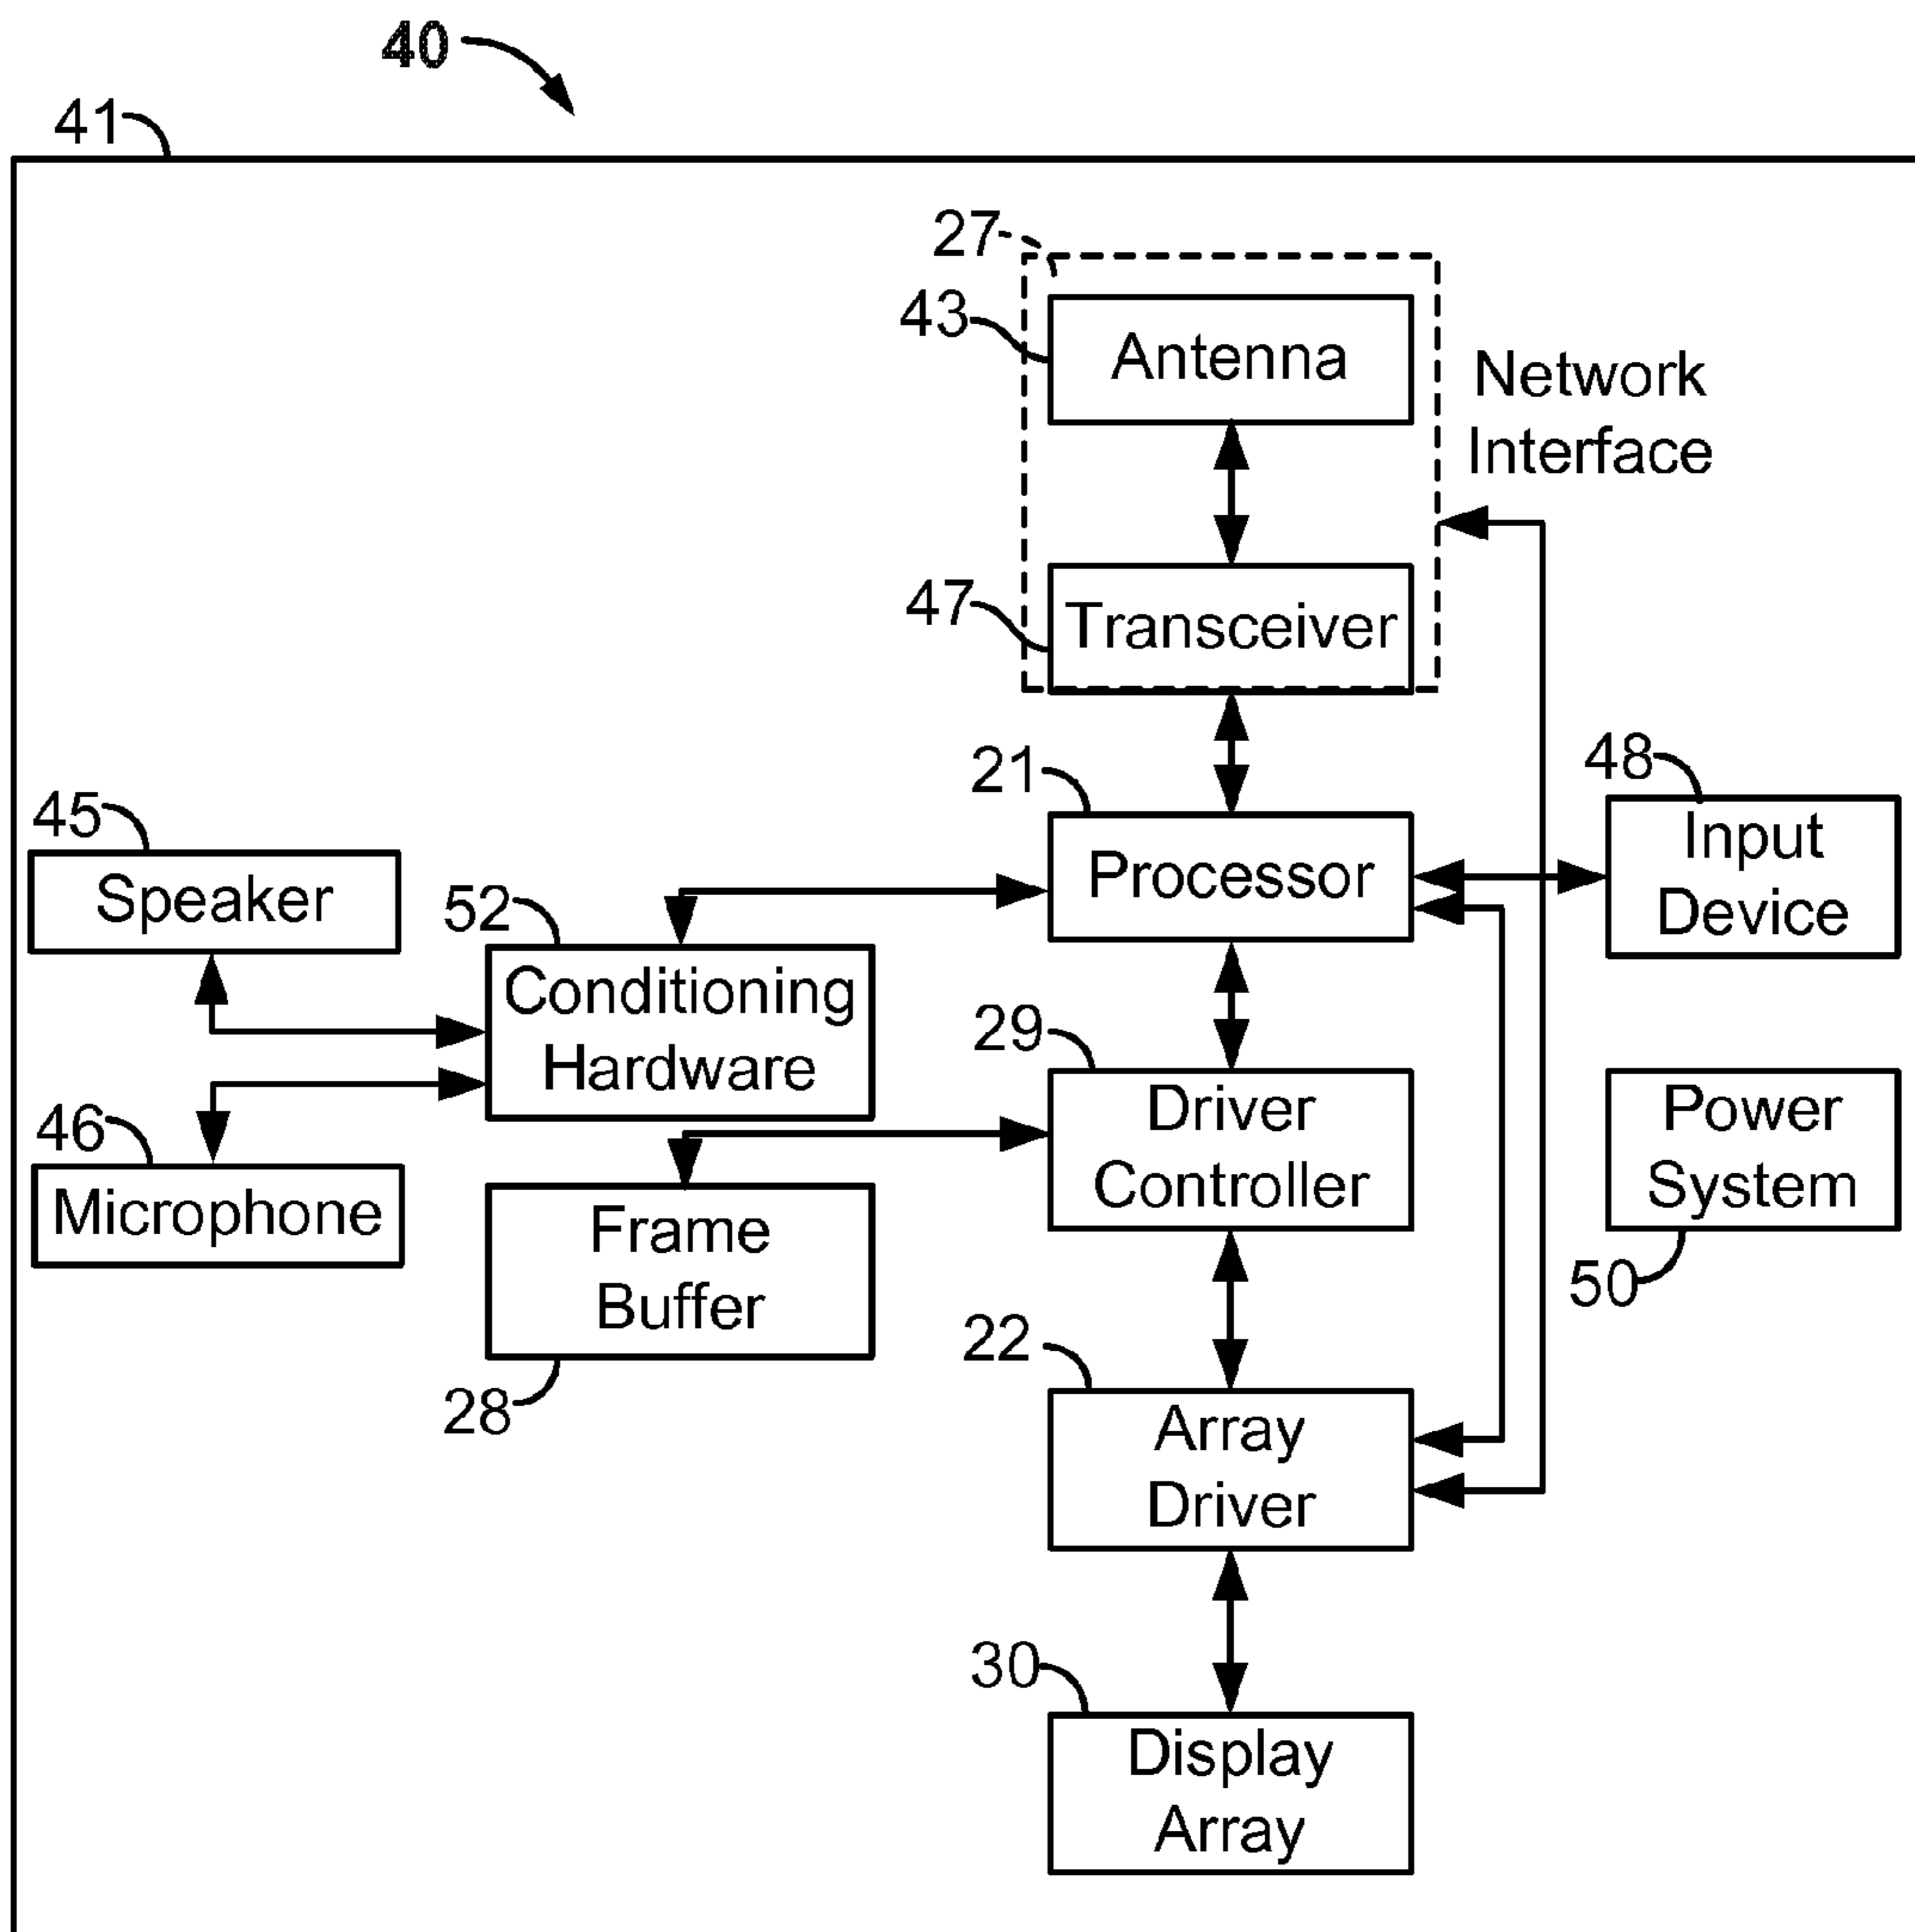 40
41
27
43
Antenna
Network
Interface
47
Transceiver
21
48
45
Processor
Input
Device
Speaker
52
Conditioning
Hardware
29
46
Driver
Controller
Power
System
Microphone
Frame
Buffer
50
28
22
Array
Driver
30
Display
Array